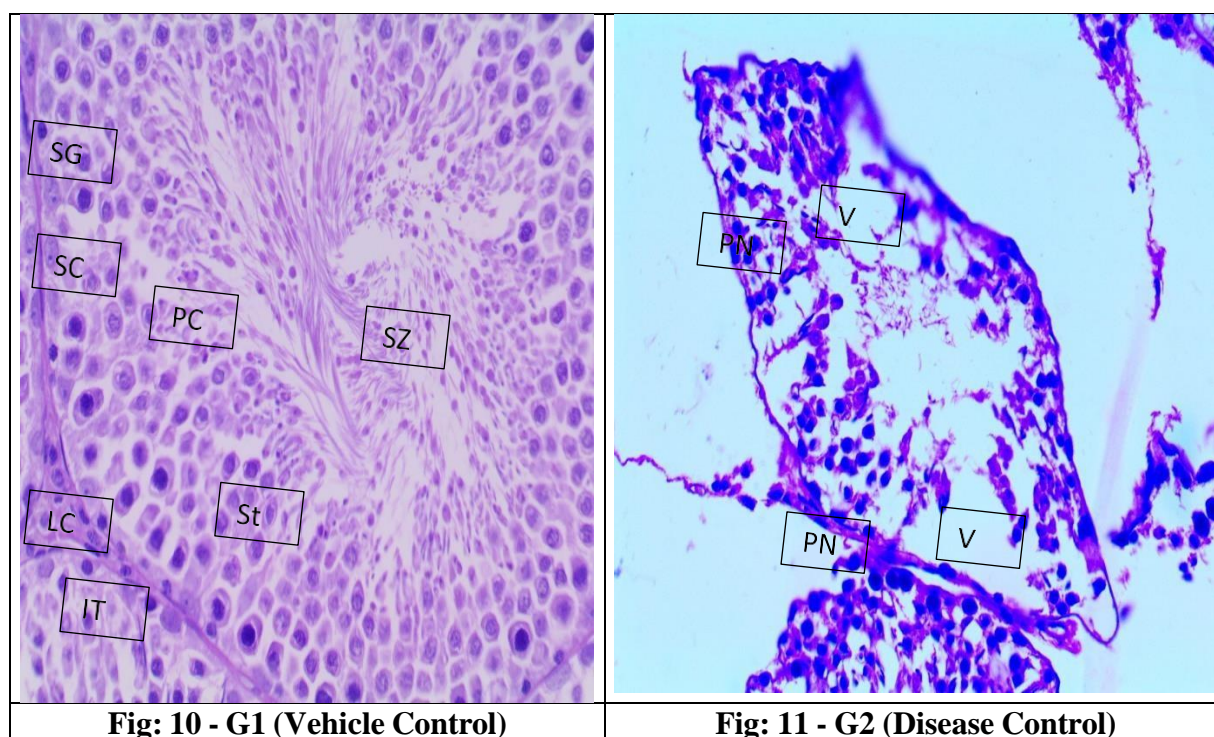 SG
SC
PC
SZ
LC
St
IT
V
PN
PN
V
Fig: 10 - G1 (Vehicle Control)
Fig: 11 - G2 (Disease Control)